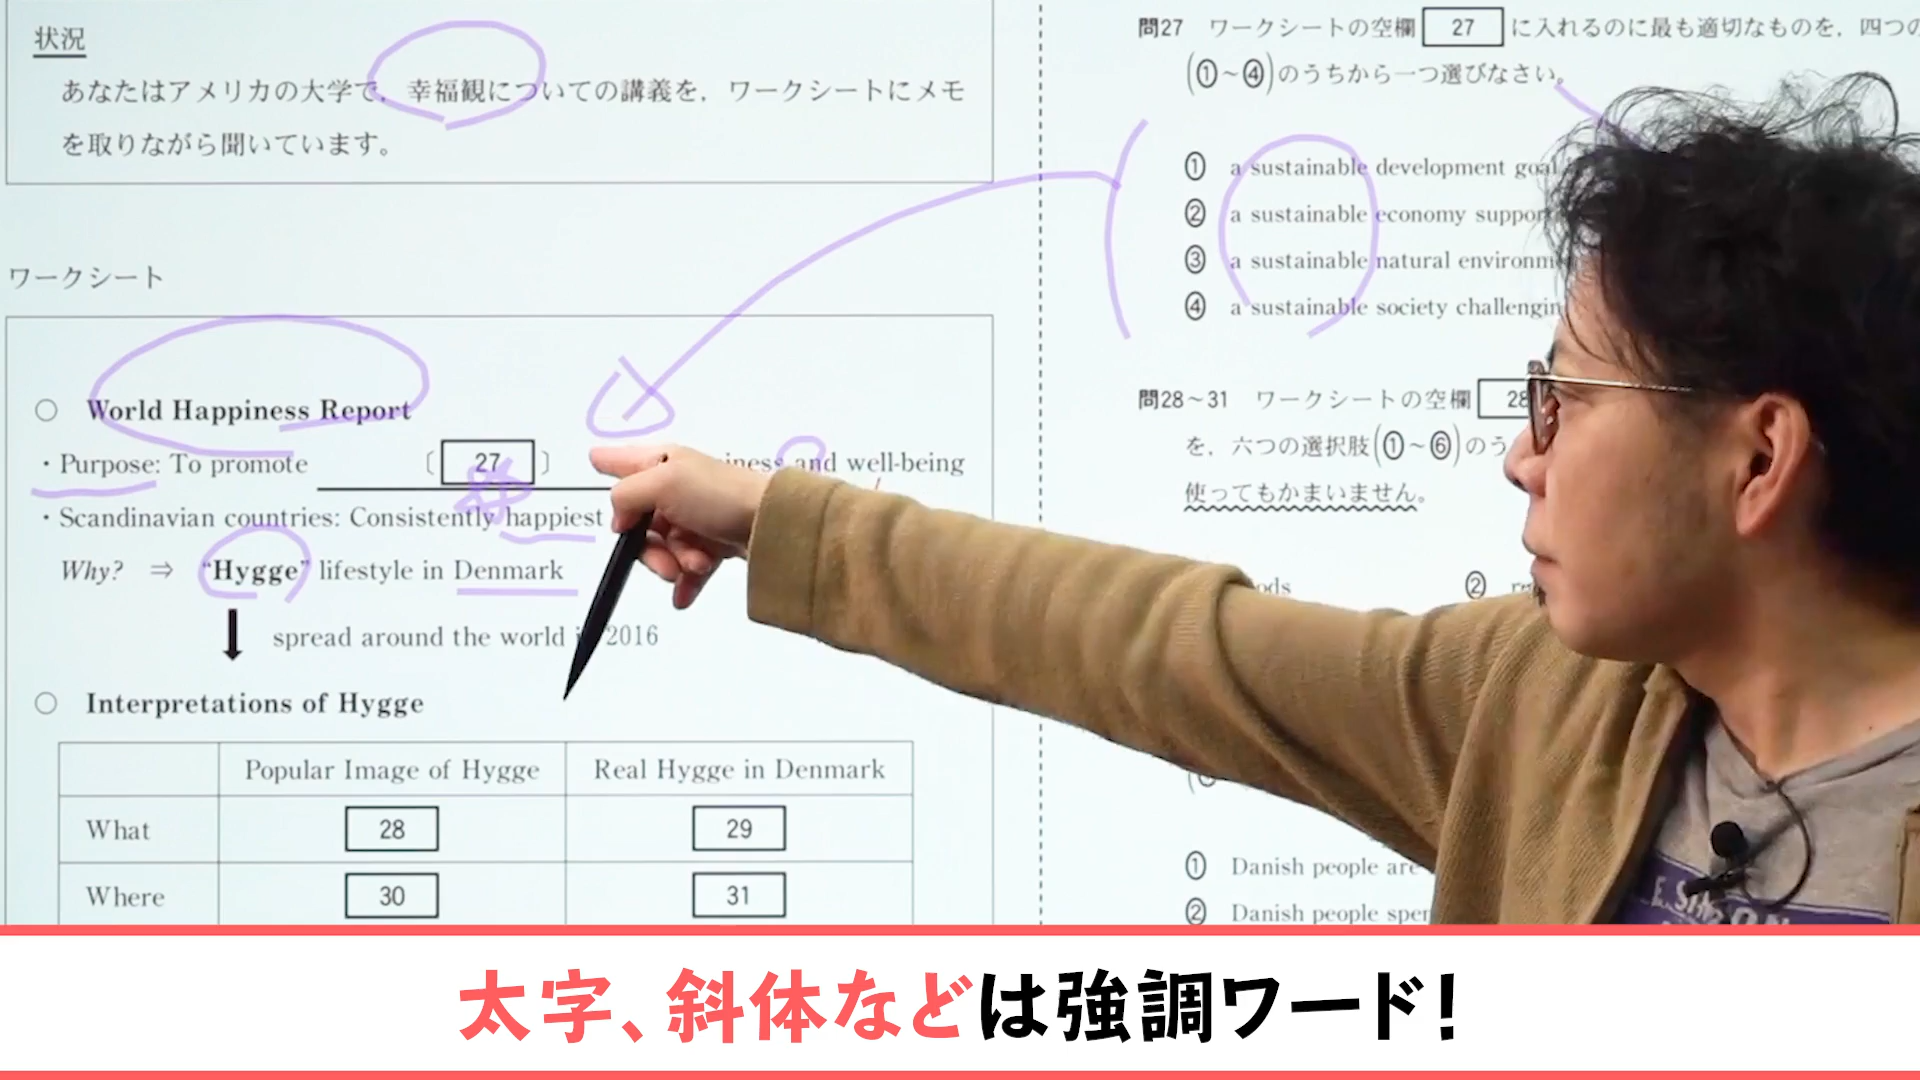 状況
あなたはアメリカの大学で，幸福観についての講義を，ワークシートにメモ
を取りながら聞いています。
ワークシート
○ World Happiness Report
・Purpose: To promote 〔 27 〕 and well-being
・Scandinavian countries: Consistently happiest
Why? ⇒ "Hygge" lifestyle in Denmark
spread around the world 2016
○ Interpretations of Hygge
Popular Image of Hygge Real Hygge in Denmark
What 28 29
Where 30 31
問27 ワークシートの空欄 27 に入れるのに最も適切なものを，四つの
(①～④)のうちから一つ選びなさい。
① a sustainable development goal
② a sustainable economy
③ a sustainable natural
④ a sustainable society
問28～31 ワークシートの空欄 28
を，六つの選択肢(①～⑥)のう
使ってもかまいません。
②
① Danish people are
② Danish people
太字、斜体などは強調ワード！